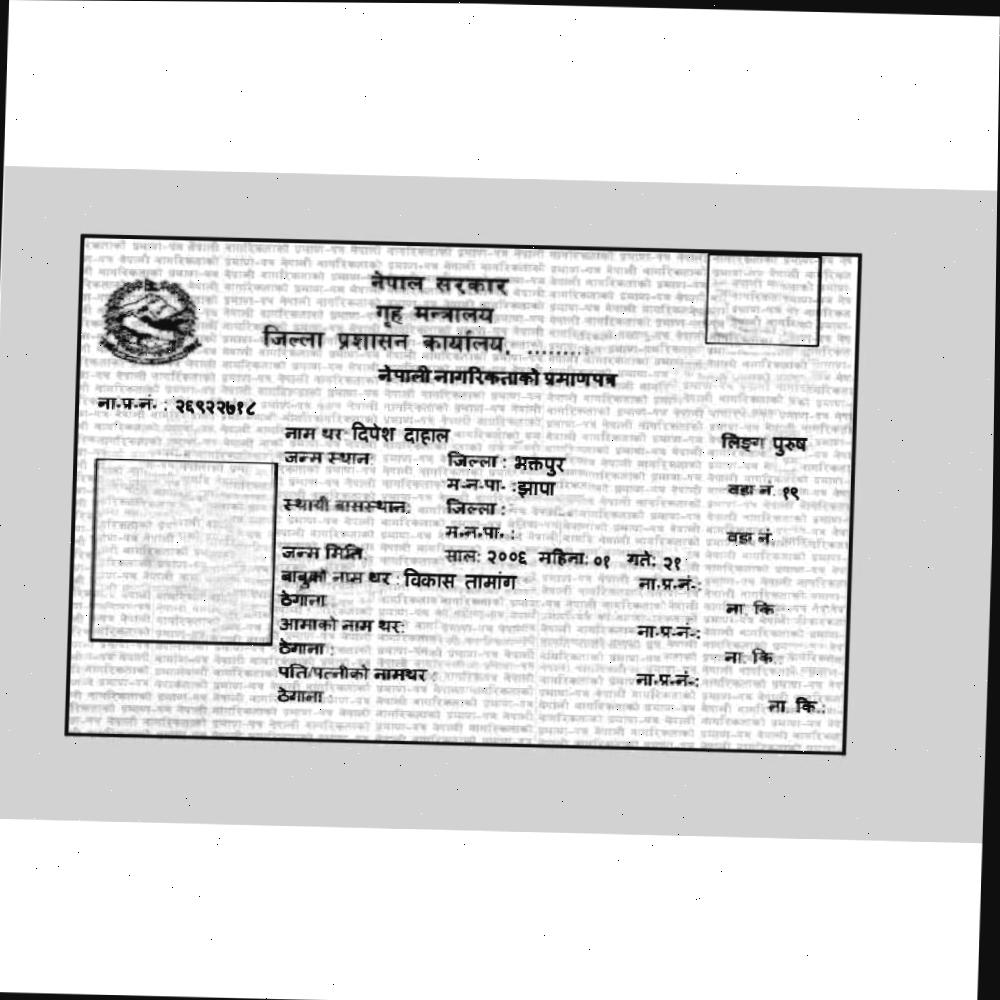 नेपाल सरकार
गृह मन्त्रालय
जिल्ला प्रशासन कार्यालय, .........
नेपाली नागरिकताको प्रमाणपत्र
ना.प्र.नं. : २६९२२७१८
नाम थर: दिपेश दाहाल लिङ्ग पुरुष
जन्म स्थान: जिल्ला : भक्तपुर
म.न.पा. :झापा वडा नं. १९
स्थायी बासस्थान: जिल्ला :
म.न.पा. : वडा नं.
जन्म मिति: साल: २००६ महिना: ०१ गते: २१
बाबुको नाम थर : विकास तामांग ना.प्र.नं.:
ठेगाना ना. कि.:
आमाको नाम थर: ना.प्र.नं.:
ठेगाना : ना. कि.:
पति/पत्नीको नामथर : ना.प्र.नं.:
ठेगाना : ना. कि.: